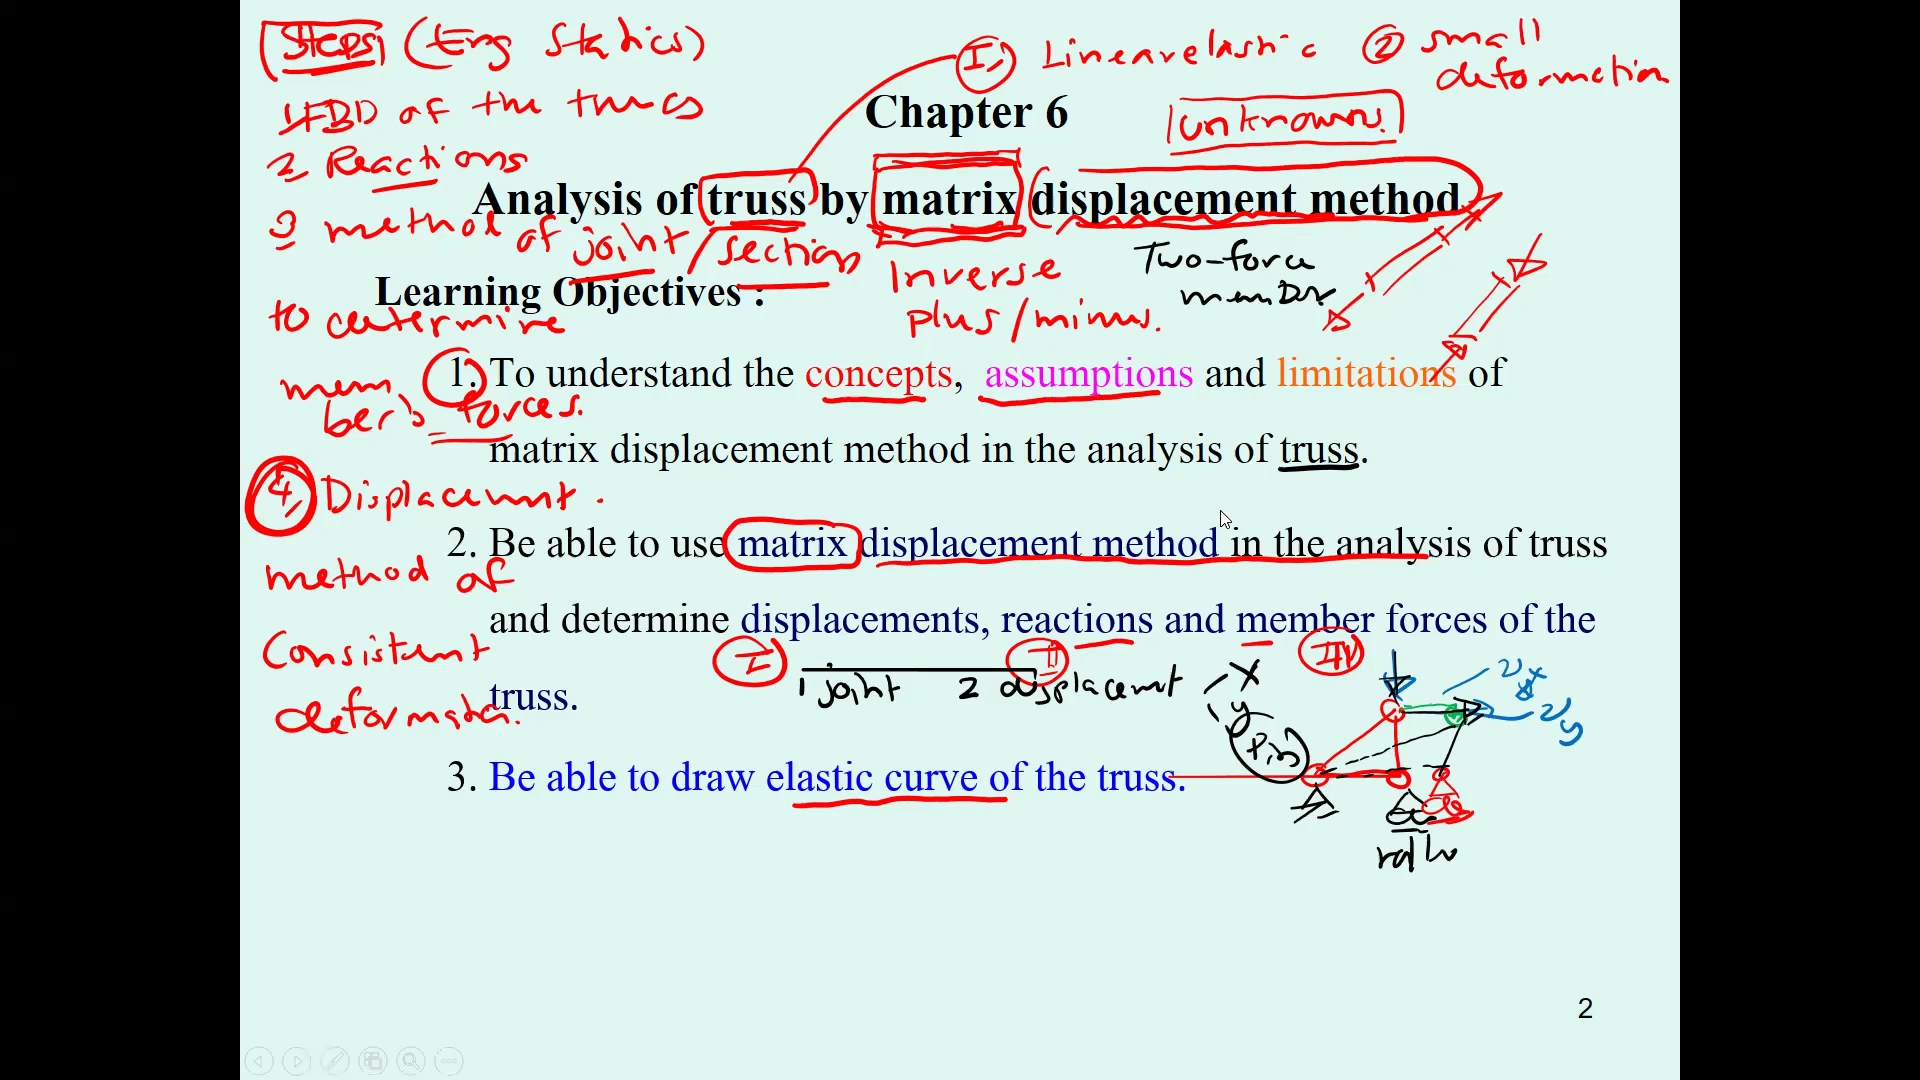 Steps (Eng Statics)
I, Linear elastic ② small
deformation
1. FBD of the truss
Chapter 6
unknown
2 Reactions
Analysis of truss by matrix displacement method
3 method of joint / section
Two-force
Inverse
Learning Objectives :
to determine
plus / minus.
1. To understand the concepts, assumptions and limitations of
mem
ber's forces.
matrix displacement method in the analysis of truss.
4, Displacement.
2. Be able to use matrix displacement method in the analysis of truss
method of
and determine displacements, reactions and member forces of the
Consistent
I II
1 joint 2 displacement x
y
truss.
deformation.
Pin
3. Be able to draw elastic curve of the truss.
2